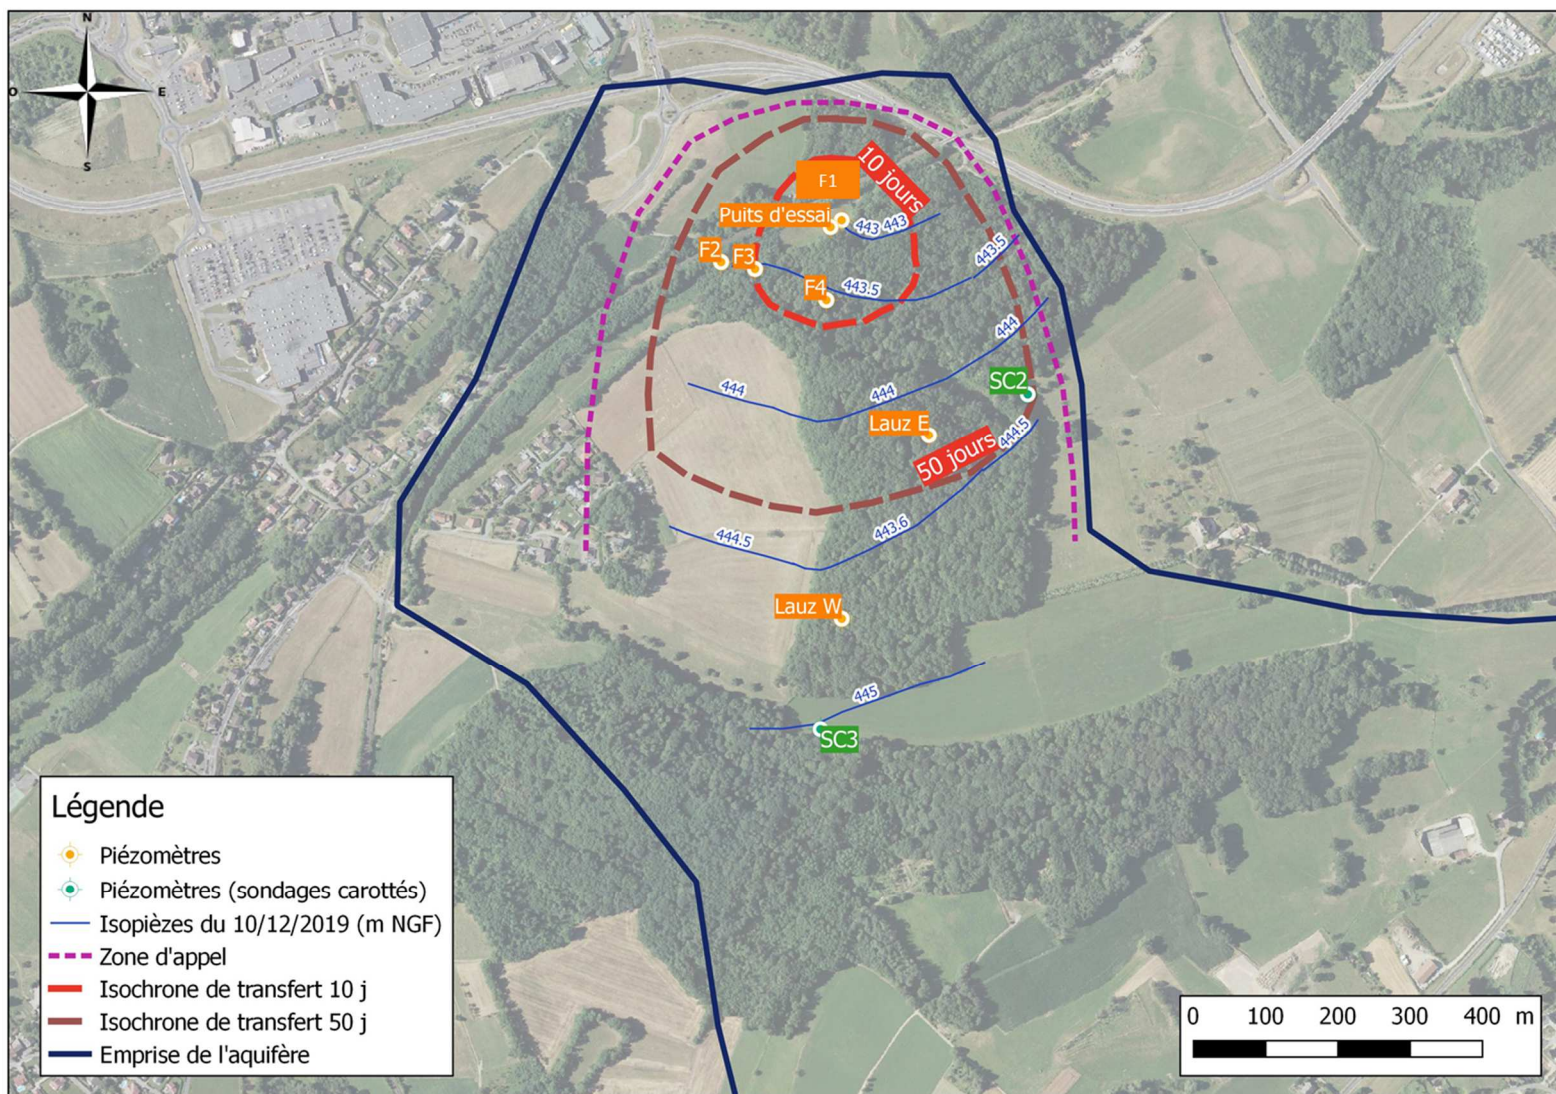 N
O
E
S
10 jours
F1
Puits d'essai
443 443
F2
F3
443.5
F4
443.5
444
444
444
SC2
Lauz E
444.5
50 jours
444.5
443.6
Lauz W
445
SC3
Légende
Piézomètres
Piézomètres (sondages carottés)
Isopièzes du 10/12/2019 (m NGF)
Zone d'appel
Isochrone de transfert 10 j
Isochrone de transfert 50 j
Emprise de l'aquifère
0 100 200 300 400 m